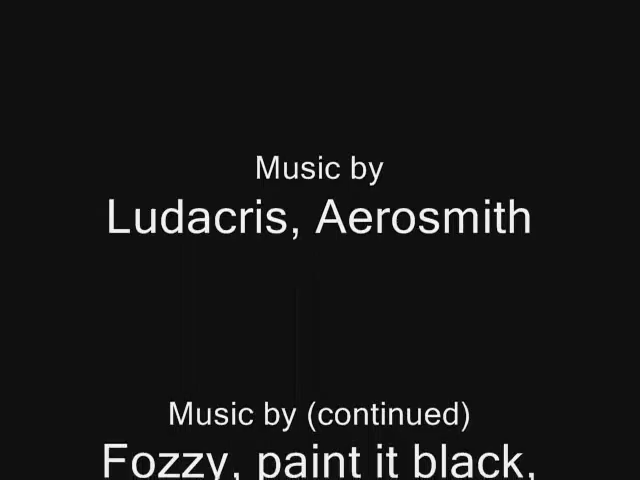 Music by
Ludacris, Aerosmith
Music by (continued)
Fozzy, paint it black,